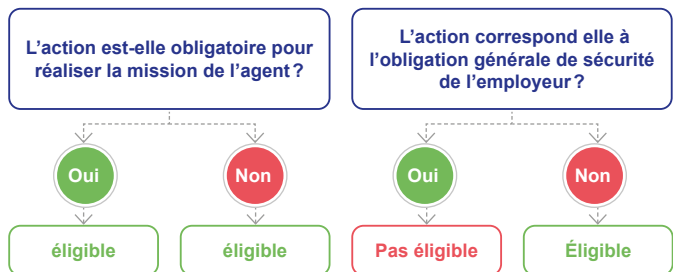 L’action est-elle obligatoire pour
réaliser la mission de l’agent ?
Oui
Non
éligible
éligible
L’action correspond elle à
l’obligation générale de sécurité
de l’employeur ?
Oui
Non
Pas éligible
Éligible